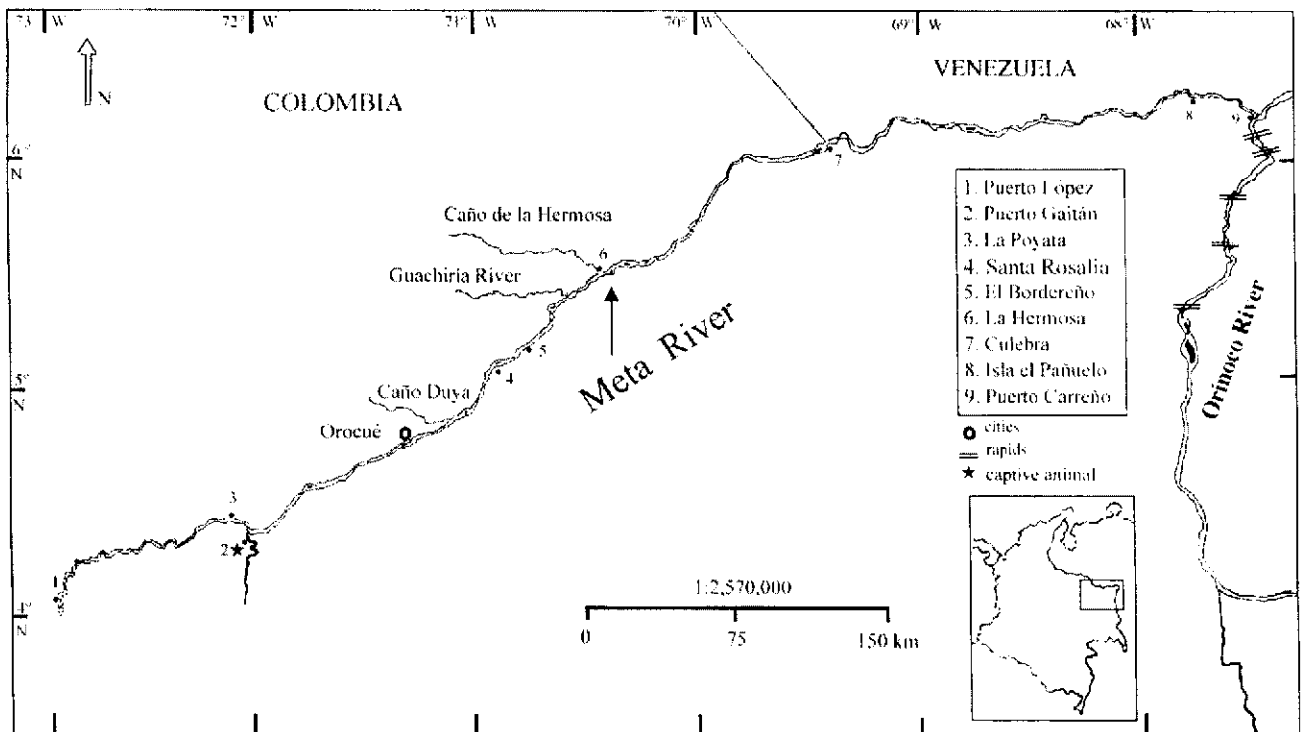 73° W
72° W
71° W
70° W
69° W
68° W
N
COLOMBIA
VENEZUELA
6°
N
5°
N
4°
N
Caño de la Hermosa
Guachiria River
Caño Duya
Orocué
Meta River
Orinoco River
1
2
3
4
5
6
7
8
9
1. Puerto López
2. Puerto Gaitán
3. La Poyata
4. Santa Rosalia
5. El Bordereño
6. La Hermosa
7. Culebra
8. Isla el Pañuelo
9. Puerto Carreño
cities
rapids
captive animal
1:2,570,000
0 75 150 km